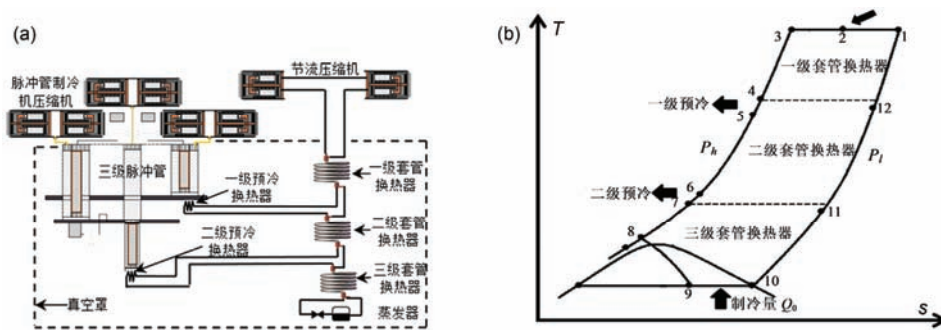 (a)
节流压缩机
脉冲管制冷
机压缩机
三级脉冲管
一级预冷
换热器
一级套管
换热器
二级预冷
换热器
二级套管
换热器
三级套管
换热器
真空罩
蒸发器
(b)
T
3
2
1
一级套管换热器
4
一级预冷
5
12
Ph
二级套管换热器
Pl
二级预冷
6
7
11
8
三级套管换热器
9
10
制冷量 Q₀
s